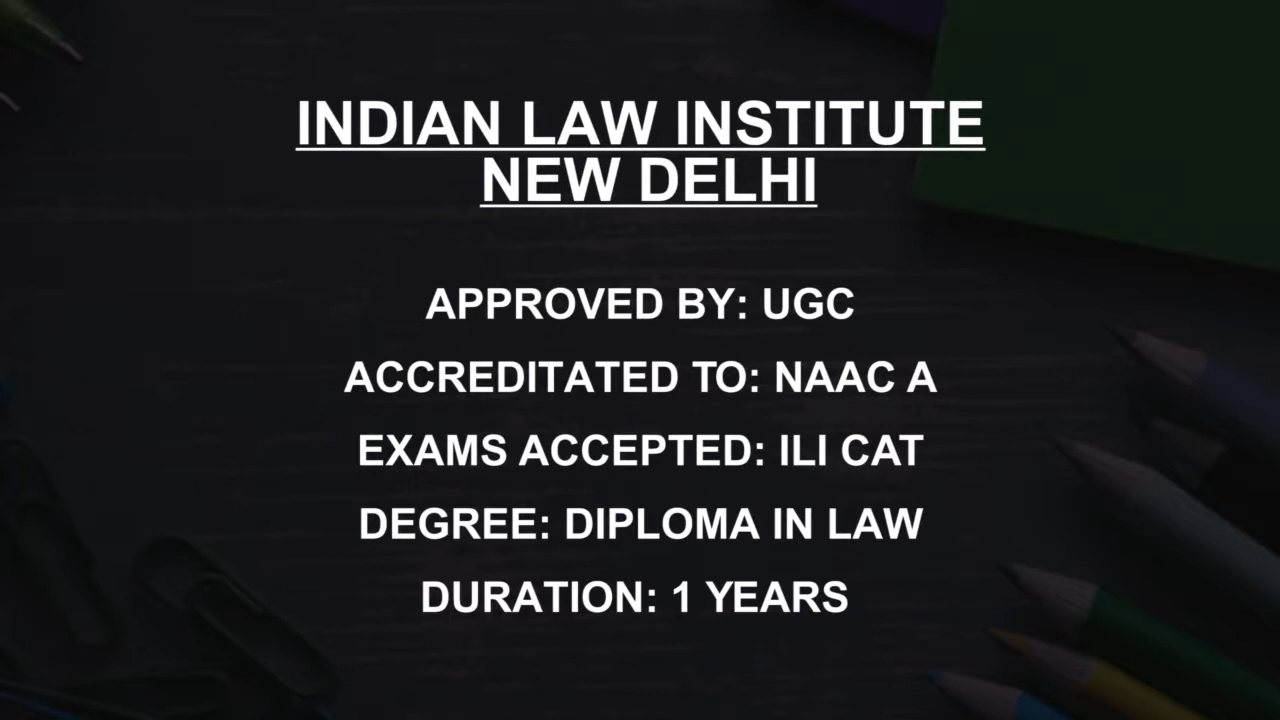 INDIAN LAW INSTITUTE
NEW DELHI
APPROVED BY: UGC
ACCREDITATED TO: NAAC A
EXAMS ACCEPTED: ILI CAT
DEGREE: DIPLOMA IN LAW
DURATION: 1 YEARS